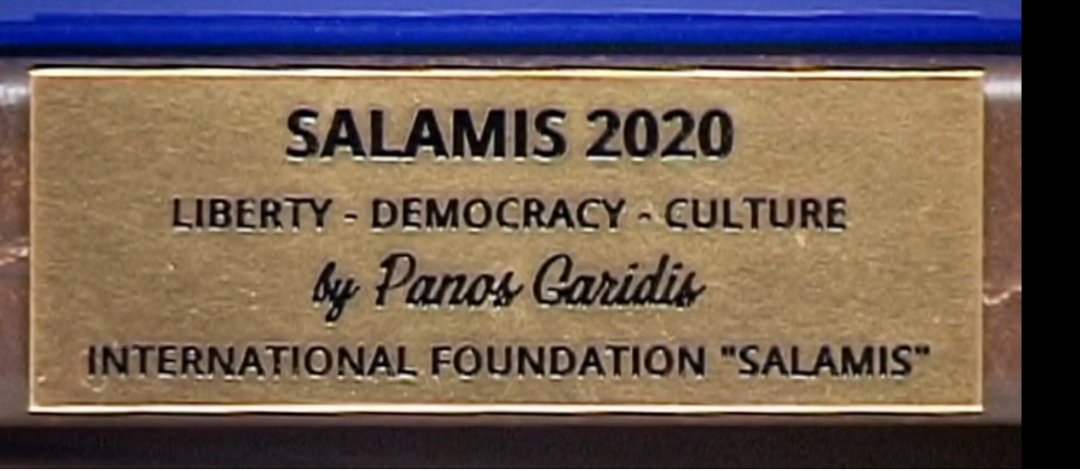 SALAMIS 2020
LIBERTY - DEMOCRACY - CULTURE
by Panos Garidis
INTERNATIONAL FOUNDATION "SALAMIS"